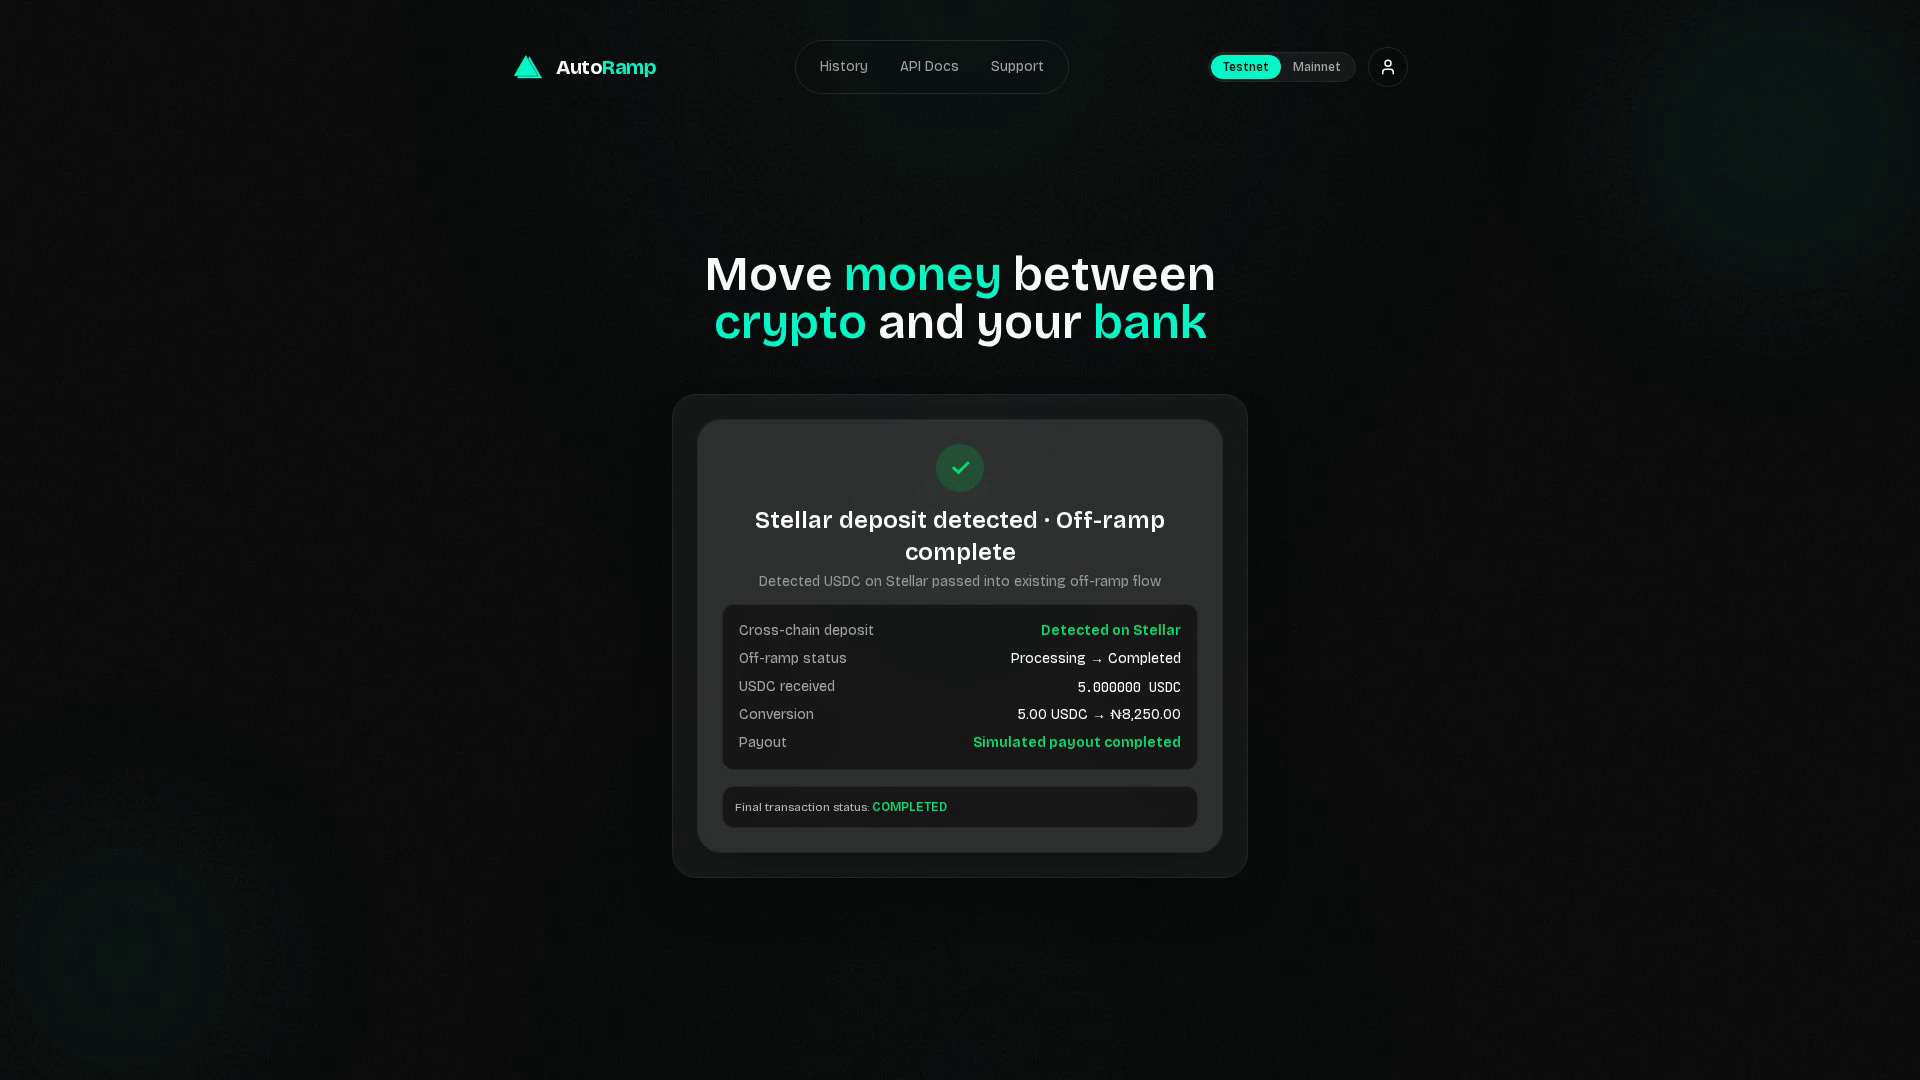 AutoRamp
History API Docs Support
Testnet Mainnet
Move money between
crypto and your bank
Stellar deposit detected · Off-ramp
complete
Detected USDC on Stellar passed into existing off-ramp flow
Cross-chain deposit Detected on Stellar
Off-ramp status Processing → Completed
USDC received 5.000000 USDC
Conversion 5.00 USDC → ₦8,250.00
Payout Simulated payout completed
Final transaction status: COMPLETED